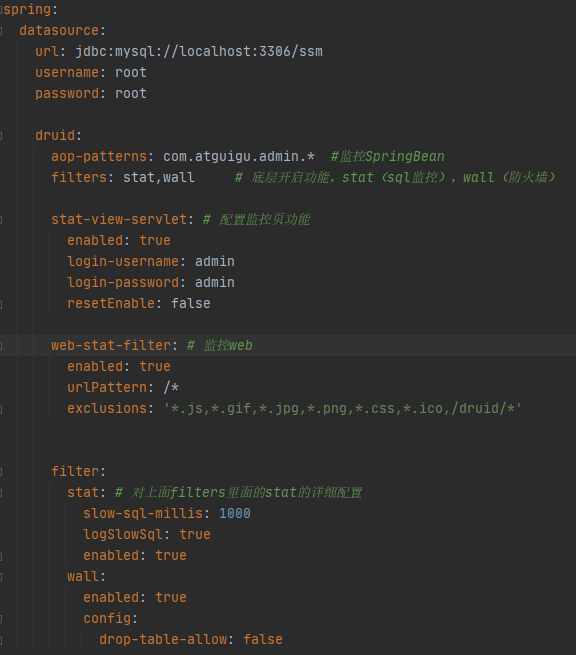 spring:
  datasource:
    url: jdbc:mysql://localhost:3306/ssm
    username: root
    password: root
    druid:
      aop-patterns: com.atguigu.admin.*  #监控SpringBean
      filters: stat,wall     # 底层开启功能，stat（sql监控），wall（防火墙）
      stat-view-servlet: # 配置监控页功能
        enabled: true
        login-username: admin
        login-password: admin
        resetEnable: false
      web-stat-filter: # 监控web
        enabled: true
        urlPattern: /*
        exclusions: '*.js,*.gif,*.jpg,*.png,*.css,*.ico,/druid/*'
      filter:
        stat: # 对上面filters里面的stat的详细配置
          slow-sql-millis: 1000
          logSlowSql: true
          enabled: true
        wall:
          enabled: true
          config:
            drop-table-allow: false